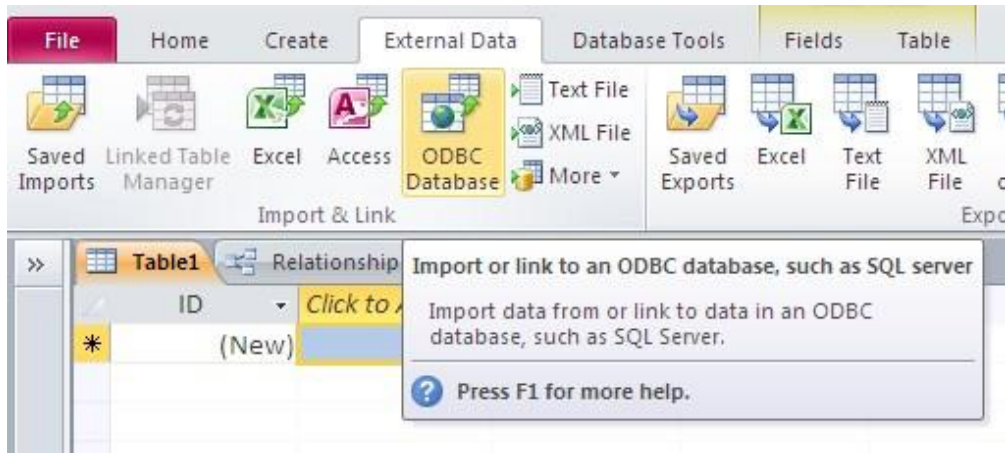 File Home Create External Data Database Tools Fields Table
Saved Imports
Linked Table Manager
Excel
Access
ODBC Database
Text File
XML File
More
Saved Exports
Excel
Text File
XML File
Import & Link
»
Table1
Relationship
ID
Click to
(New)
Import or link to an ODBC database, such as SQL server
Import data from or link to data in an ODBC
database, such as SQL Server.
Press F1 for more help.